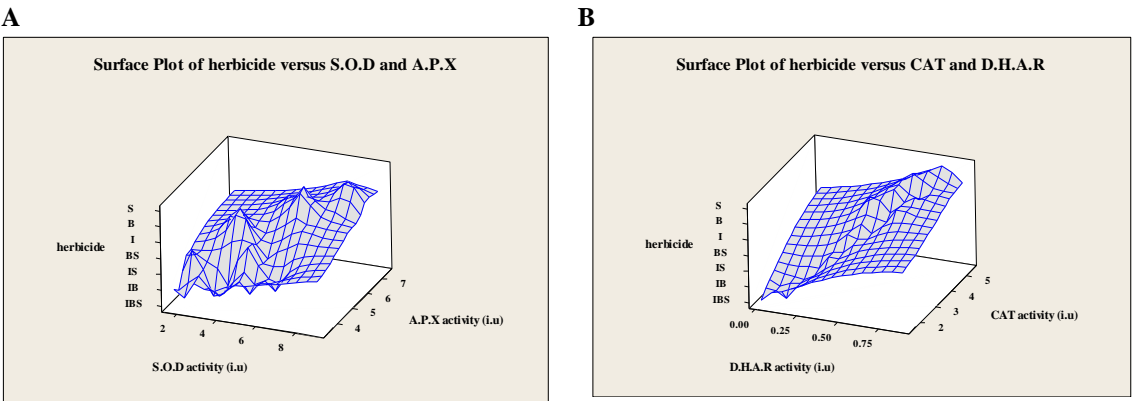 A
Surface Plot of herbicide versus S.O.D and A.P.X
S
B
I
BS
IS
IB
IBS
herbicide
2
4
6
8
S.O.D activity (i.u)
4
5
6
7
A.P.X activity (i.u)
B
Surface Plot of herbicide versus CAT and D.H.A.R
S
B
I
BS
IS
IB
IBS
herbicide
0.00
0.25
0.50
0.75
D.H.A.R activity (i.u)
2
3
4
5
CAT activity (i.u)